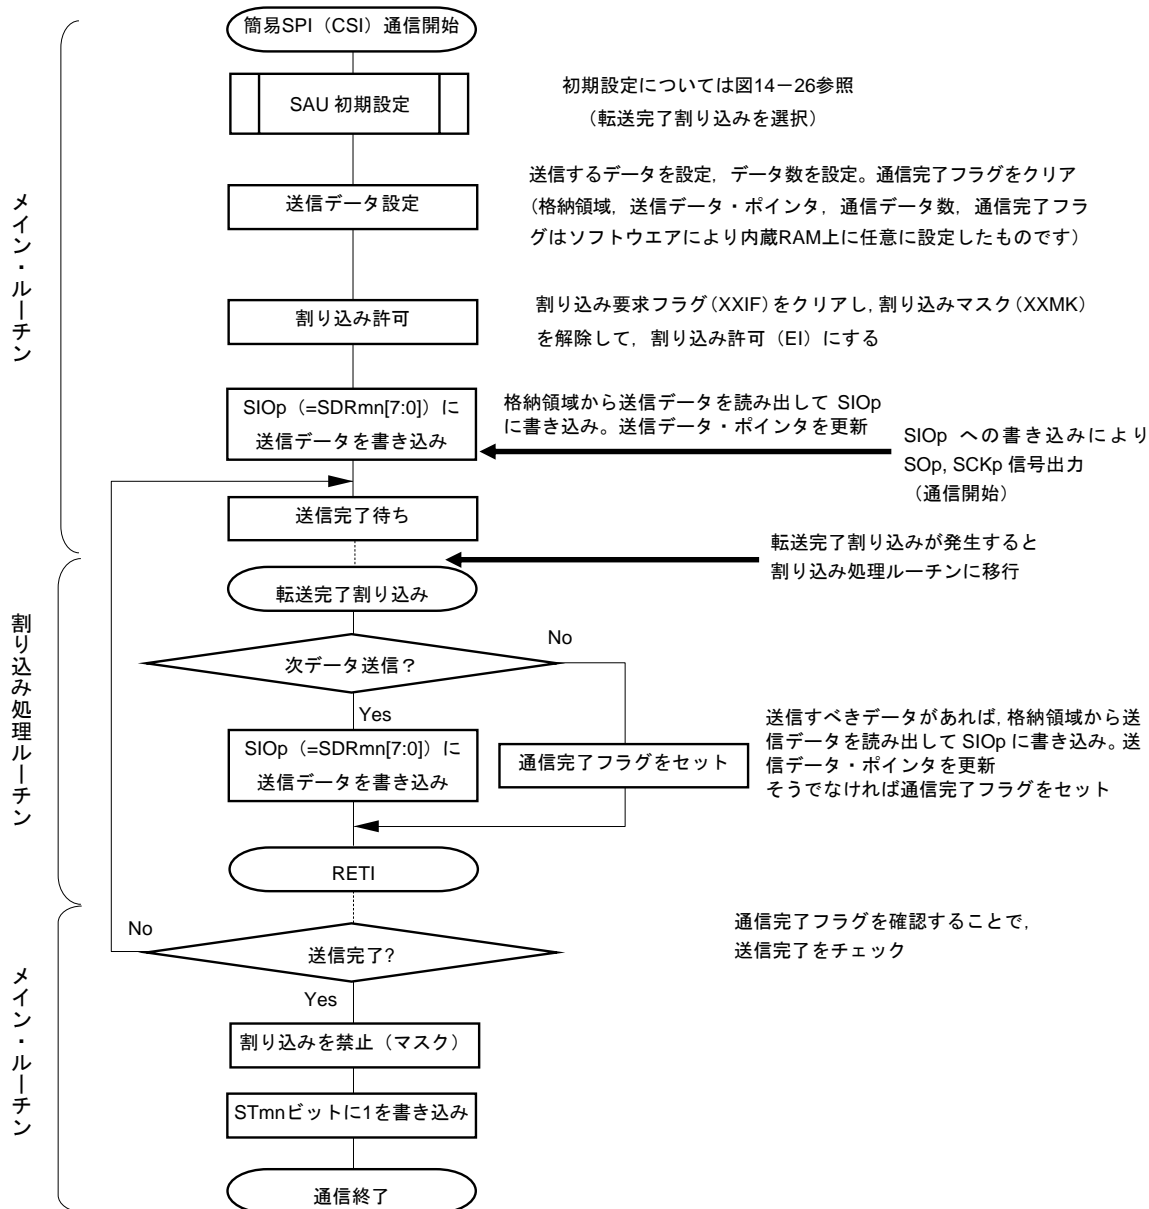 簡易SPI（CSI）通信開始
SAU 初期設定
初期設定については図14－26参照
（転送完了割り込みを選択）
メイン・ルーチン
送信データ設定
送信するデータを設定，データ数を設定。通信完了フラグをクリア
（格納領域，送信データ・ポインタ，通信データ数，通信完了フラ
グはソフトウエアにより内蔵RAM上に任意に設定したものです）
割り込み許可
割り込み要求フラグ（XXIF）をクリアし，割り込みマスク（XXMK）
を解除して，割り込み許可（EI）にする
SIOp（=SDRmn[7:0]）に
送信データを書き込み
格納領域から送信データを読み出して SIOp
に書き込み。送信データ・ポインタを更新
SIOp への書き込みにより
SOp, SCKp 信号出力
（通信開始）
送信完了待ち
転送完了割り込みが発生すると
割り込み処理ルーチンに移行
割り込み処理ルーチン
転送完了割り込み
次データ送信？
No
Yes
SIOp（=SDRmn[7:0]）に
送信データを書き込み
通信完了フラグをセット
送信すべきデータがあれば，格納領域から送
信データを読み出して SIOp に書き込み。送
信データ・ポインタを更新
そうでなければ通信完了フラグをセット
RETI
メイン・ルーチン
No
送信完了?
通信完了フラグを確認することで，
送信完了をチェック
Yes
割り込みを禁止（マスク）
STmnビットに1を書き込み
通信終了